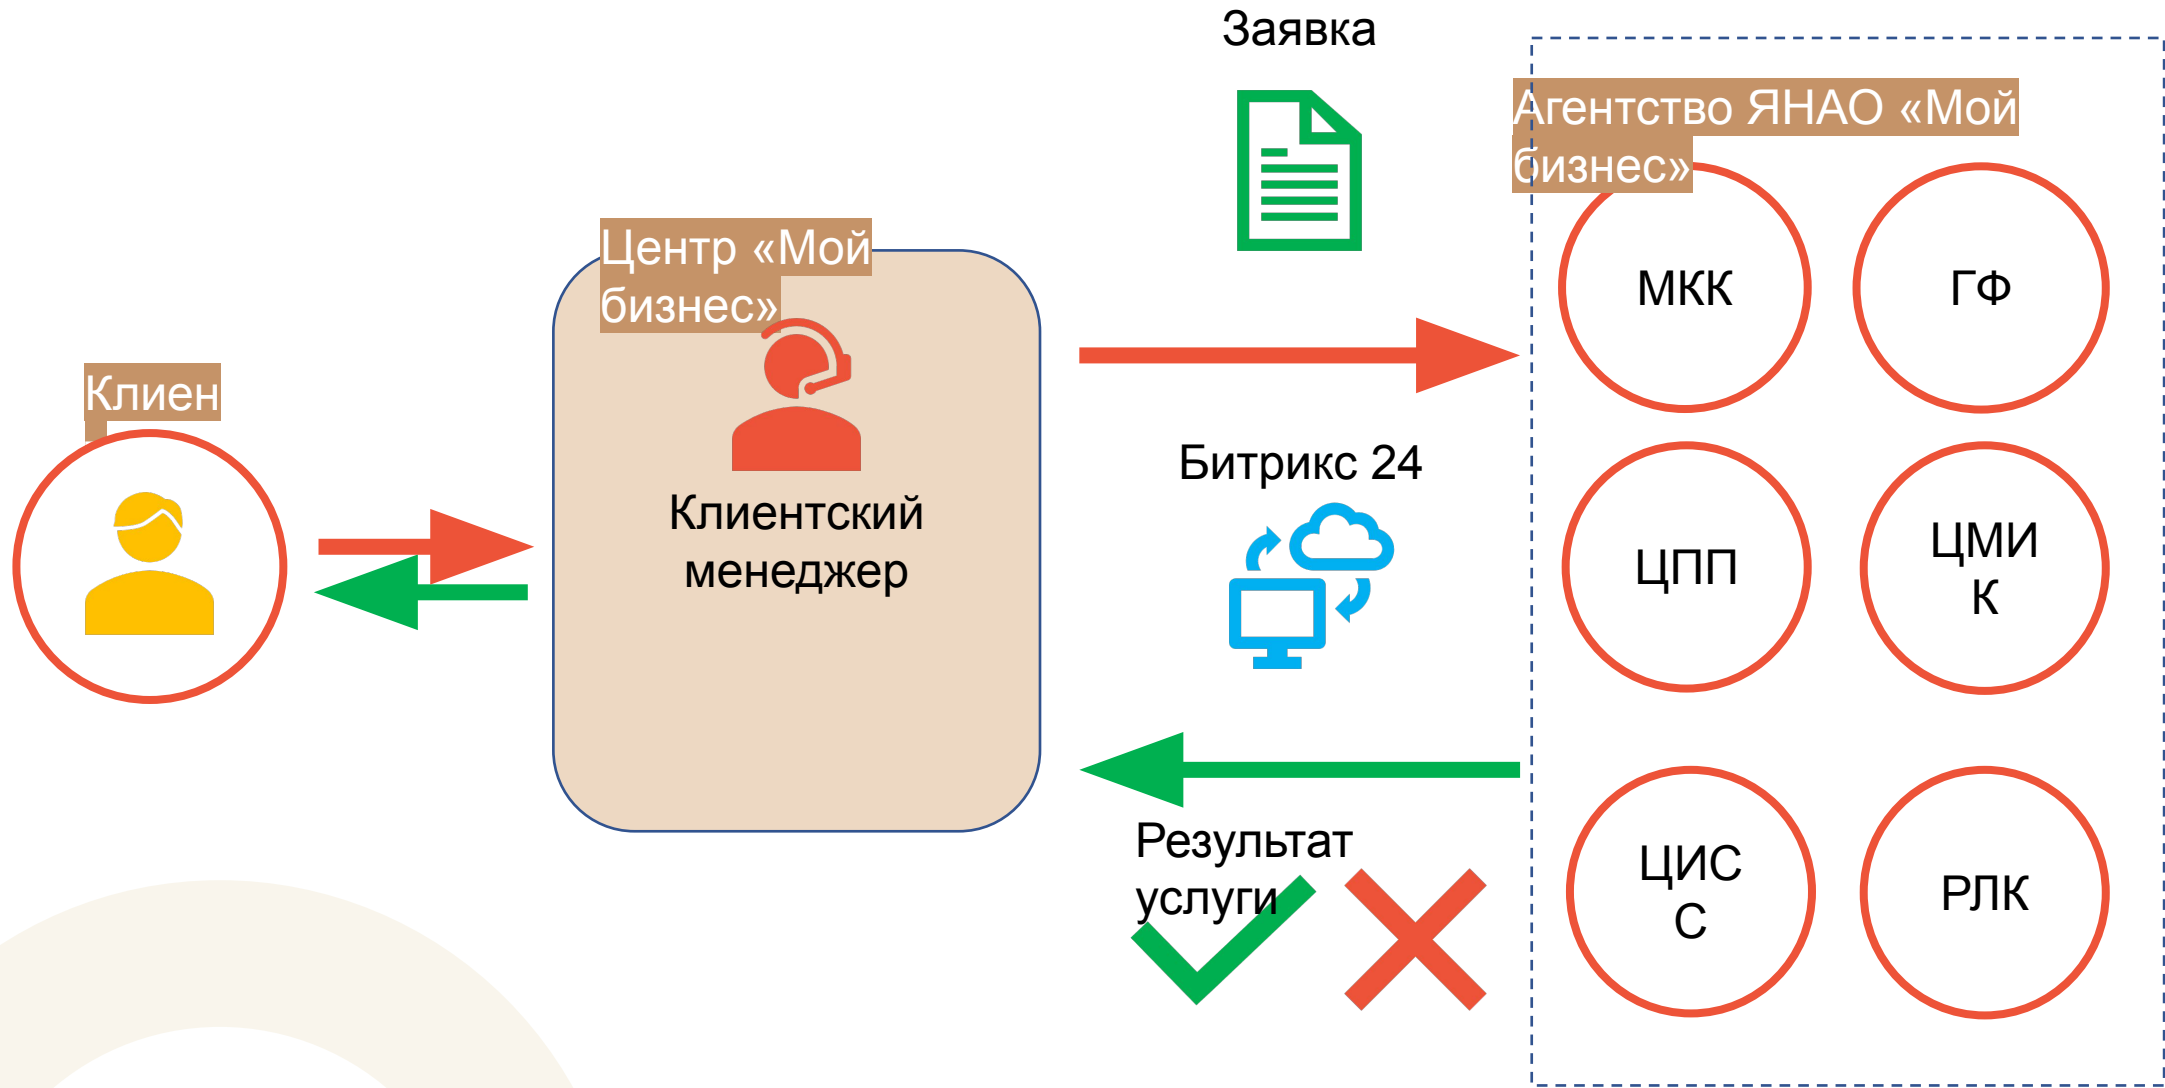 Заявка
Агентство ЯНАО «Мой
бизнес»
Центр «Мой
бизнес»
Клиен
Клиентский
менеджер
Битрикс 24
Результат
услуги
МКК
ГФ
ЦПП
ЦМИ
К
ЦИС
С
РЛК